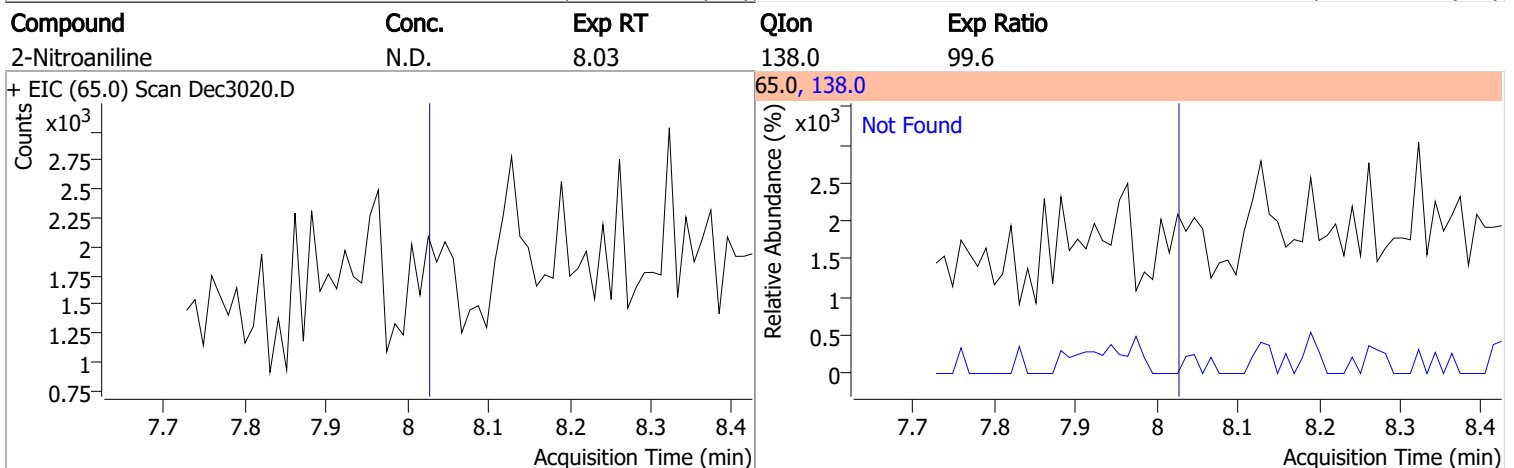 Compound Conc. Exp RT QIon Exp Ratio
2-Nitroaniline N.D. 8.03 138.0 99.6
+ EIC (65.0) Scan Dec3020.D
Counts
x10³
2.75
2.5
2.25
2
1.75
1.5
1.25
1
0.75
7.7 7.8 7.9 8 8.1 8.2 8.3 8.4
Acquisition Time (min)
65.0, 138.0
Relative Abundance (%)
x10³
Not Found
2.5
2
1.5
1
0.5
0
7.7 7.8 7.9 8 8.1 8.2 8.3 8.4
Acquisition Time (min)